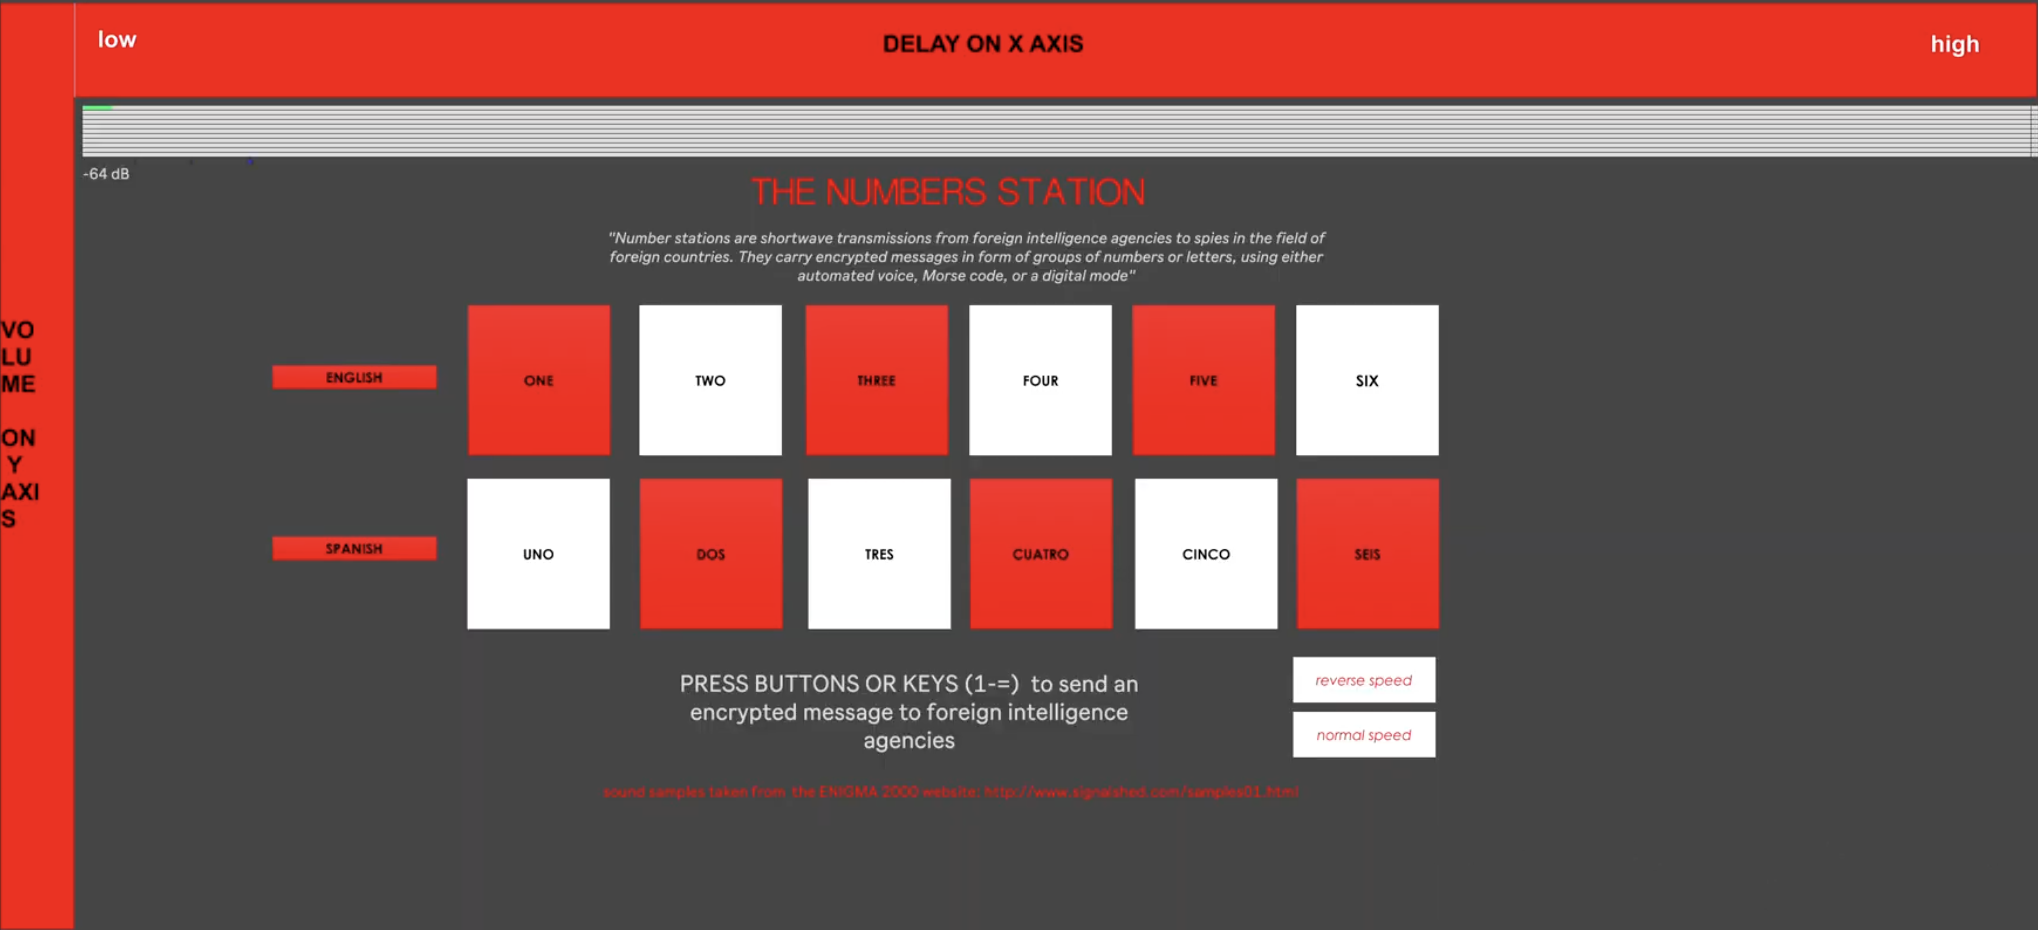 low
DELAY ON X AXIS
high
-64 dB
THE NUMBERS STATION
"Number stations are shortwave transmissions from foreign intelligence agencies to spies in the field of
foreign countries. They carry encrypted messages in form of groups of numbers or letters, using either
automated voice, Morse code, or a digital mode"
VO
LU
ME
ON
Y
AXI
S
ENGLISH
ONE
TWO
THREE
FOUR
FIVE
SIX
SPANISH
UNO
DOS
TRES
CUATRO
CINCO
SEIS
PRESS BUTTONS OR KEYS (1-=) to send an
encrypted message to foreign intelligence
agencies
reverse speed
normal speed
sound samples taken from the ENIGMA 2000 website: http://www.signalshed.com/samples01.html